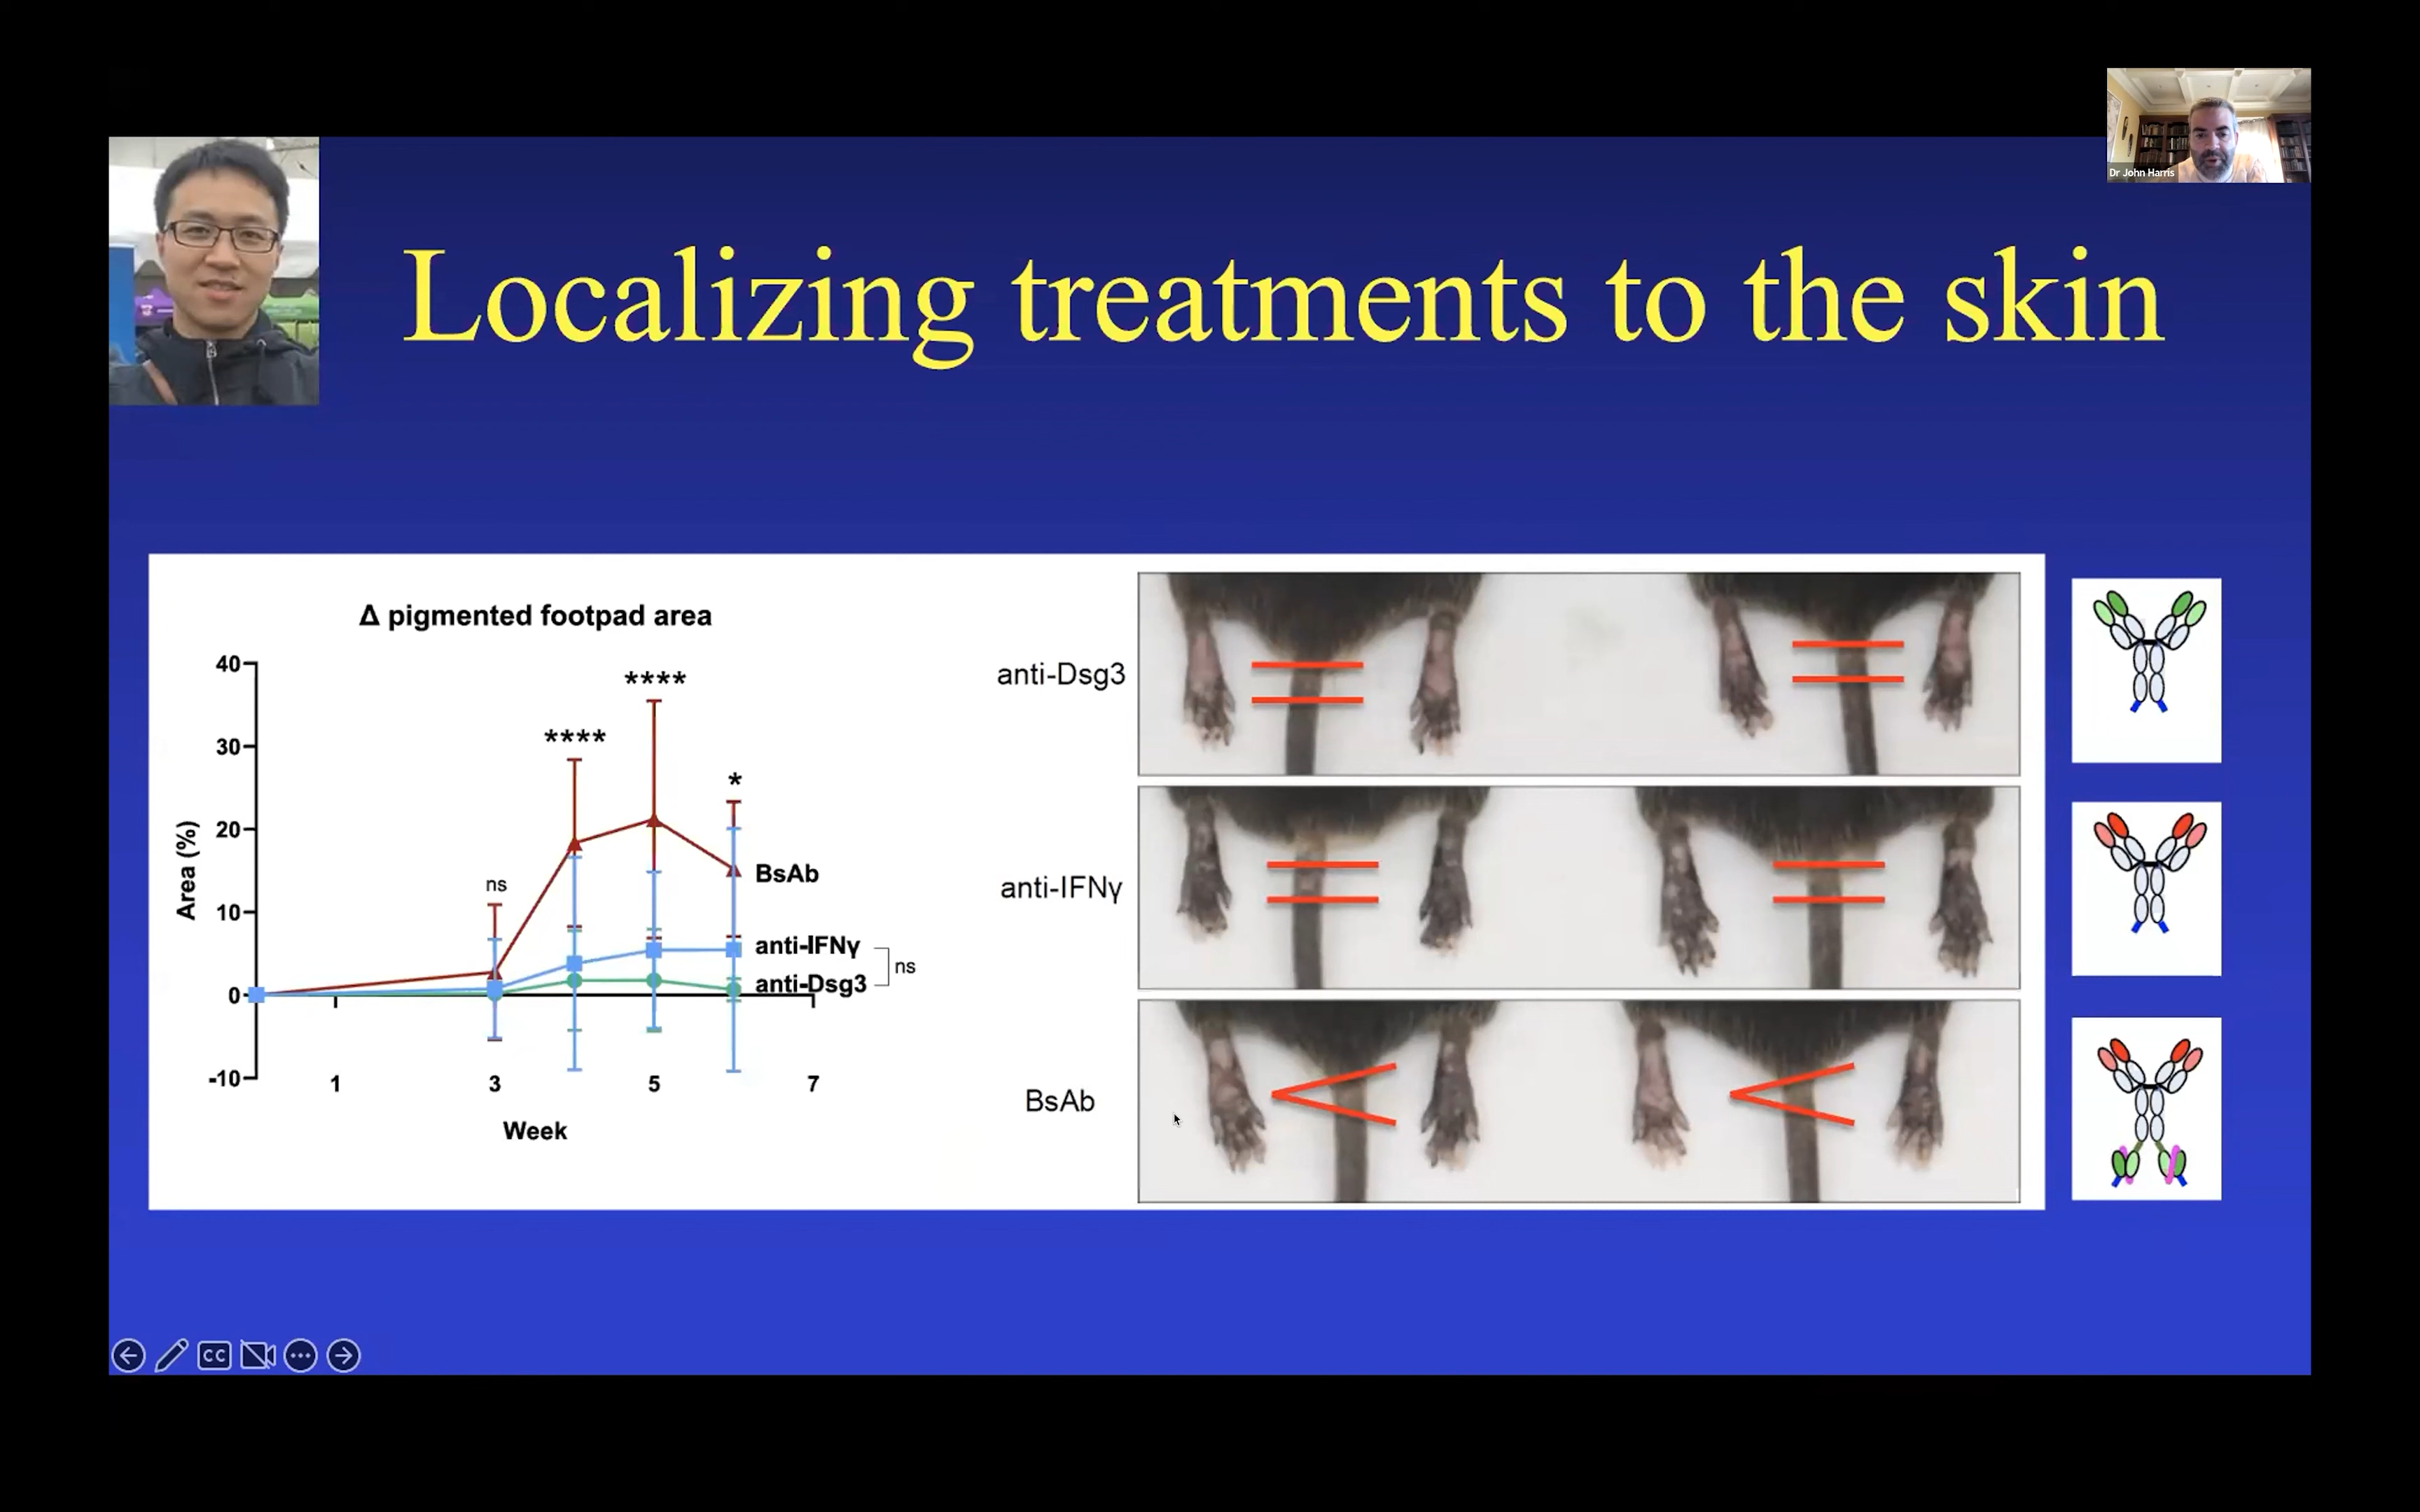 Dr John Harris
Localizing treatments to the skin
Δ pigmented footpad area
40
30
20
10
0
-10
Area (%)
ns
****
****
*
BsAb
anti-IFNγ
anti-Dsg3
ns
1
3
5
7
Week
anti-Dsg3
anti-IFNγ
BsAb
CC